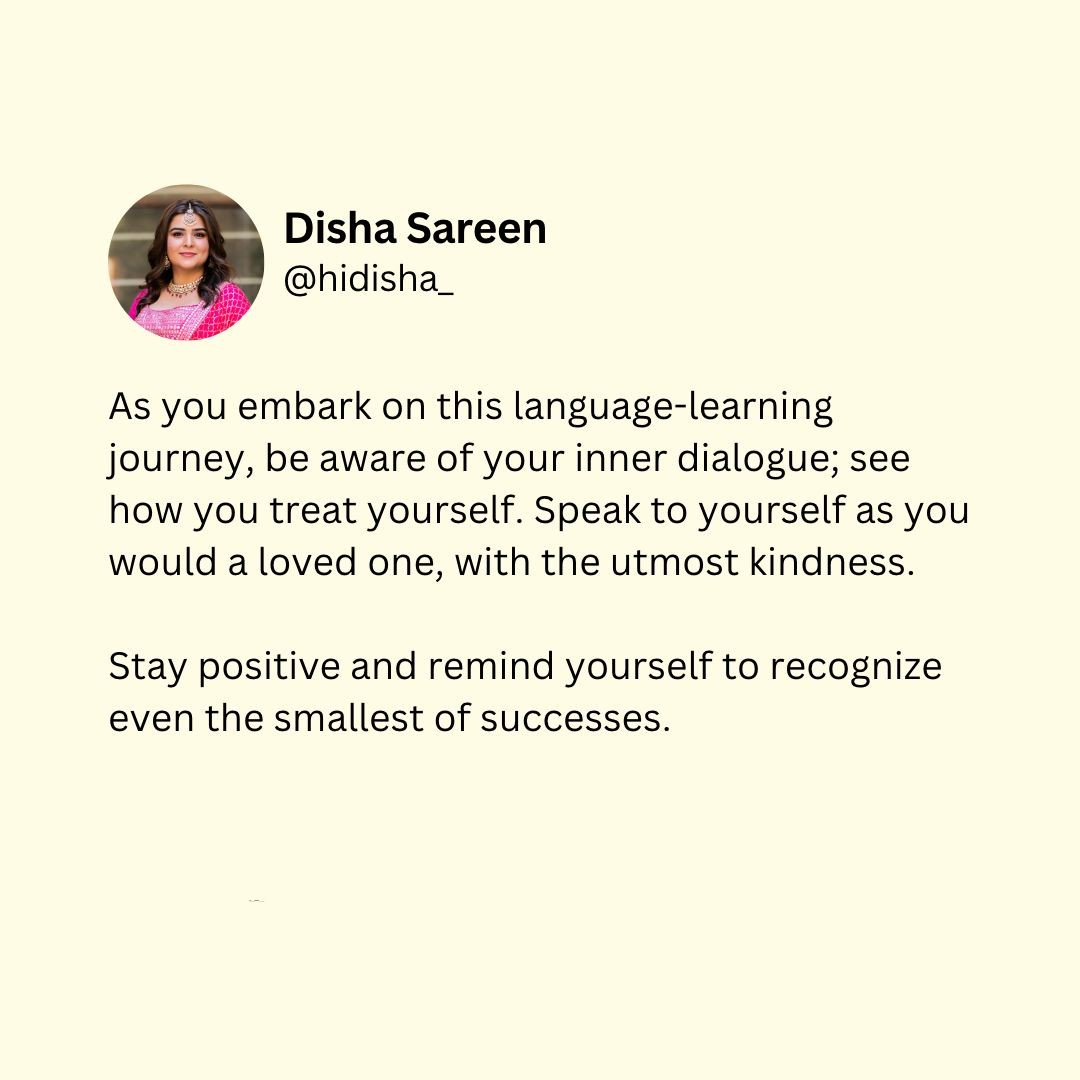 Disha Sareen
@hidisha_
As you embark on this language-learning
journey, be aware of your inner dialogue; see
how you treat yourself. Speak to yourself as you
would a loved one, with the utmost kindness.
Stay positive and remind yourself to recognize
even the smallest of successes.